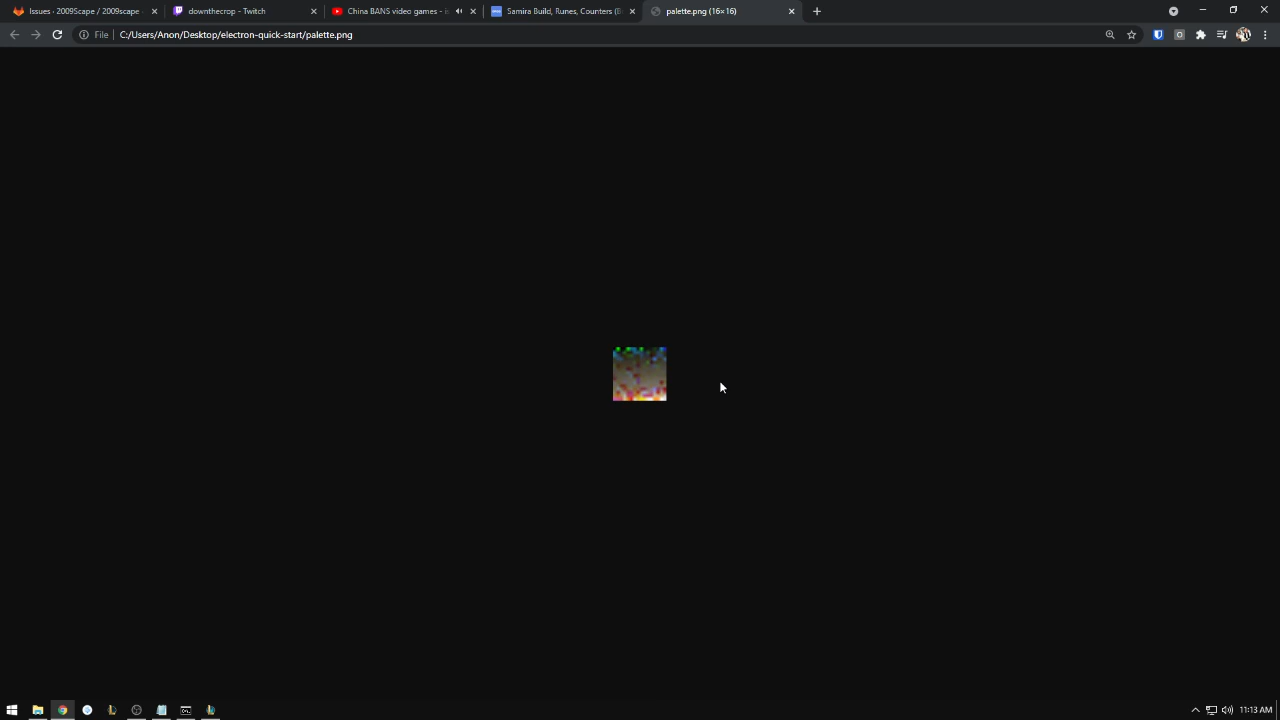 Issues · 2009Scape / 2009scape
downthecrop - Twitch
China BANS video games - i
Samira Build, Runes, Counters (B
palette.png (16×16)
File
C:/Users/Anon/Desktop/electron-quick-start/palette.png
11:13 AM